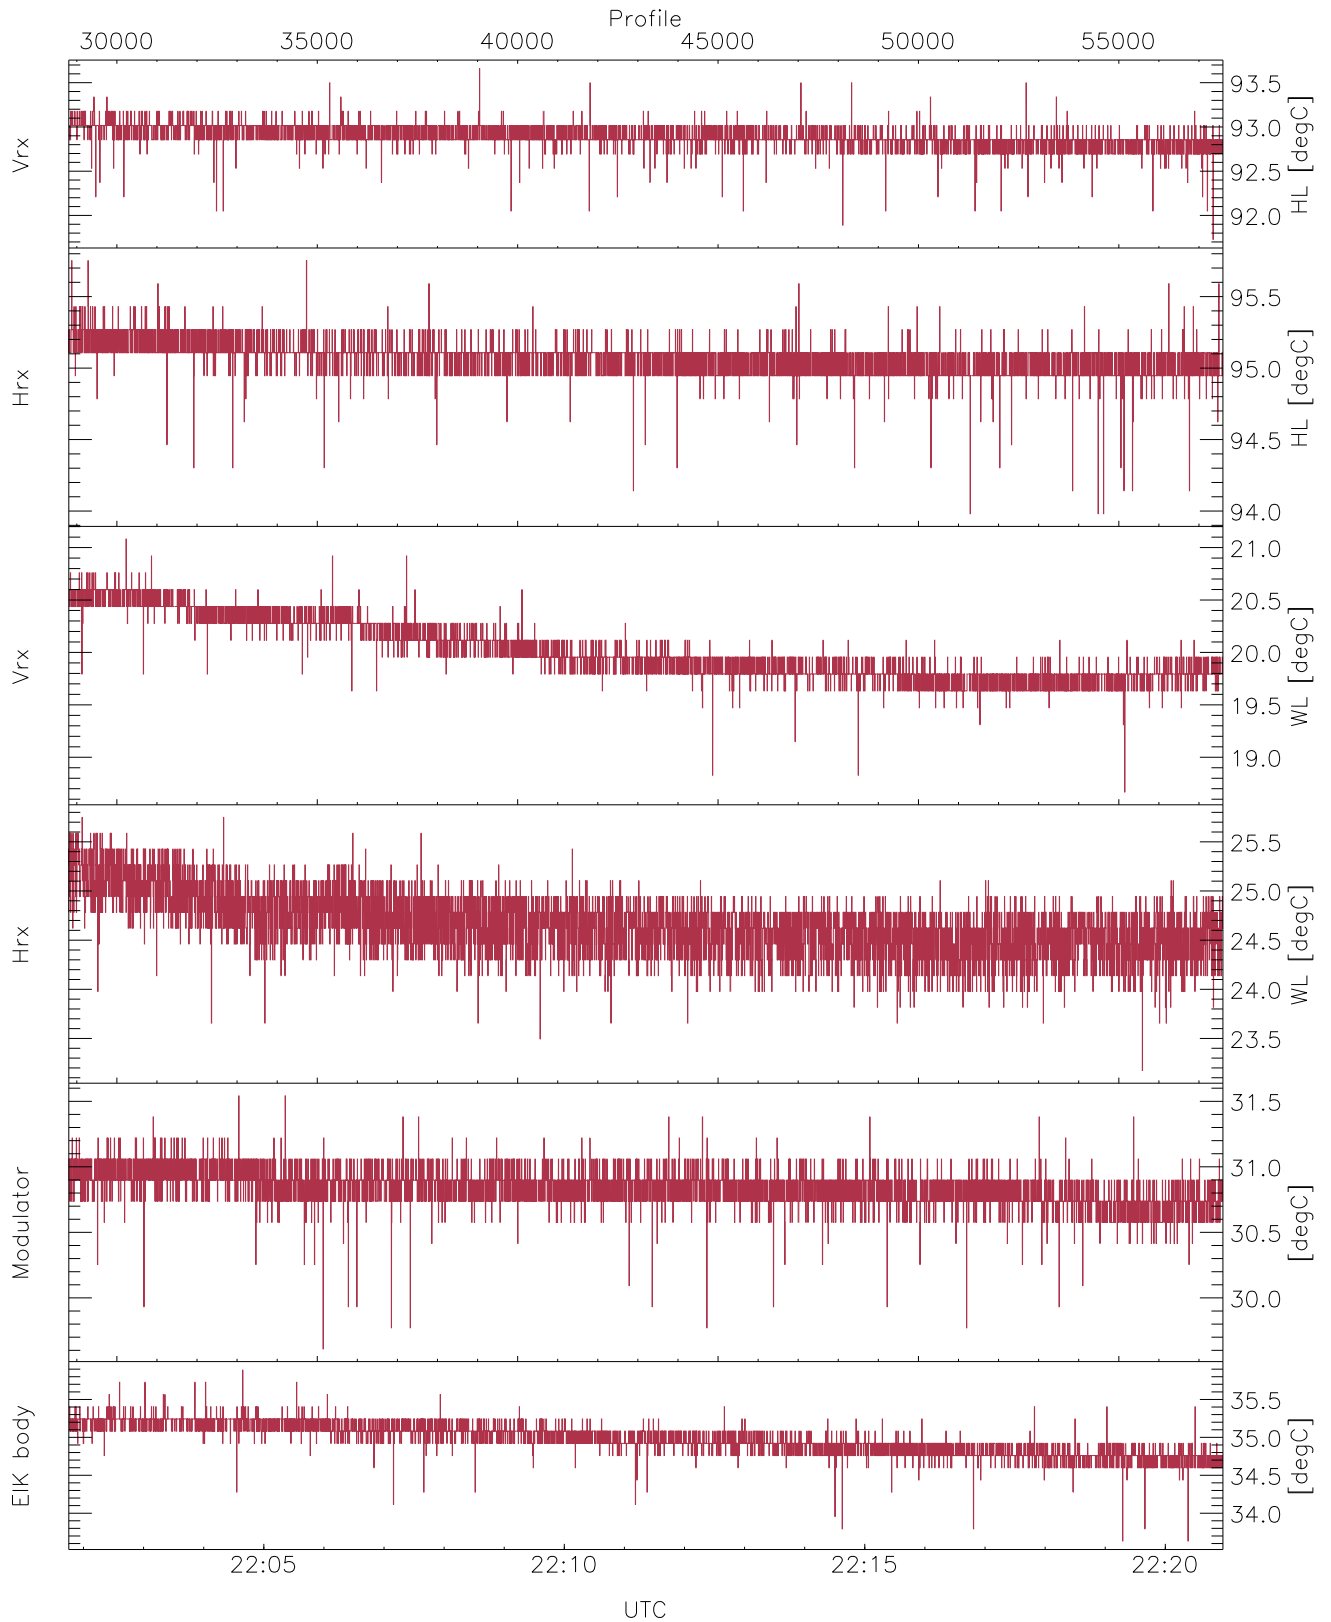 Profile
30000 35000 40000 45000 50000 55000
Vrx
93.5
93.0
92.5
92.0
HL [degC]
Hrx
95.5
95.0
94.5
94.0
HL [degC]
Vrx
21.0
20.5
20.0
19.5
19.0
WL [degC]
Hrx
25.5
25.0
24.5
24.0
23.5
WL [degC]
Modulator
31.5
31.0
30.5
30.0
[degC]
EIK body
35.5
35.0
34.5
34.0
[degC]
22:05 22:10 22:15 22:20
UTC